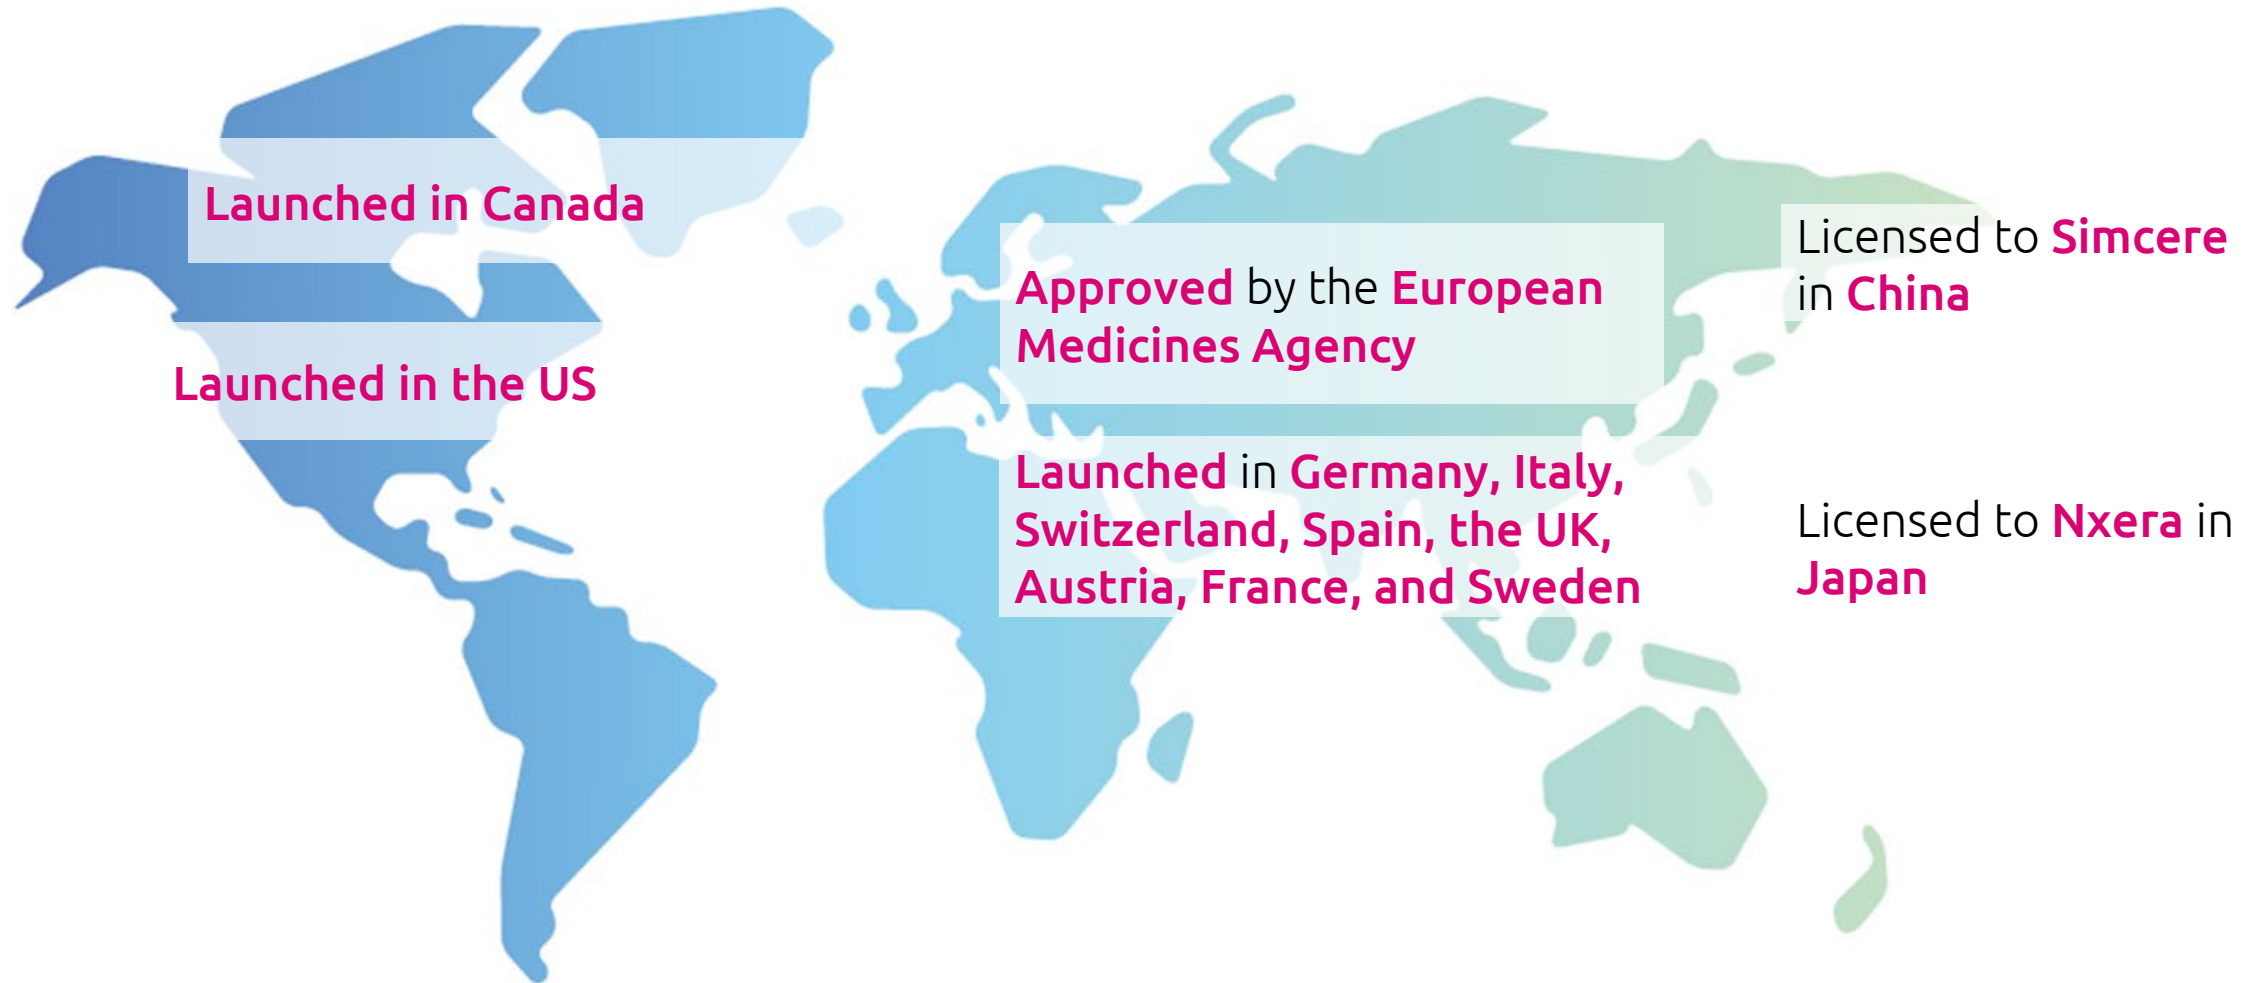 Launched in Canada
Launched in the US
Approved by the European
Medicines Agency
Launched in Germany, Italy,
Switzerland, Spain, the UK,
Austria, France, and Sweden
Licensed to Simcere
in China
Licensed to Nxera in
Japan